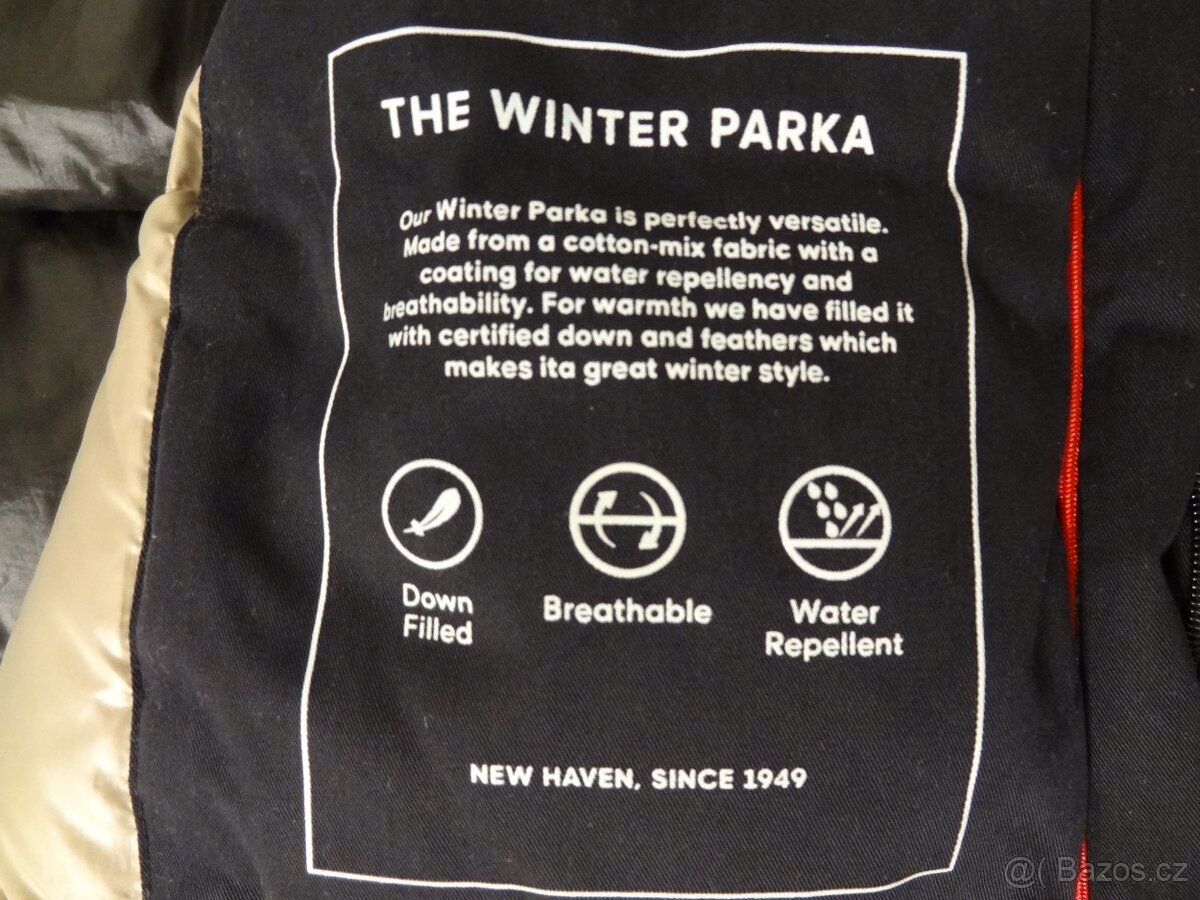 THE WINTER PARKA
Our Winter Parka is perfectly versatile.
Made from a cotton-mix fabric with a
coating for water repellency and
breathability. For warmth we have filled it
with certified down and feathers which
makes ita great winter style.
Down
Filled
Breathable
Water
Repellent
NEW HAVEN, SINCE 1949
@( Bazos.cz